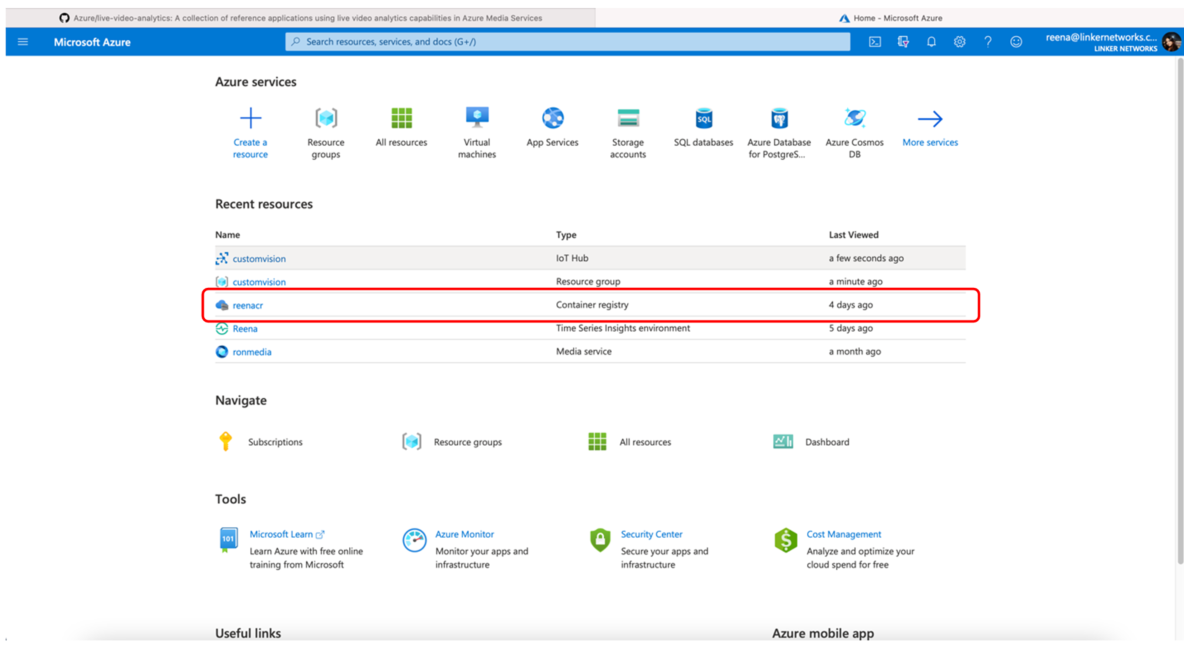 Azure/live-video-analytics: A collection of reference applications using live video analytics capabilities in Azure Media Services
Home - Microsoft Azure
Microsoft Azure
Search resources, services, and docs (G+/)
reena@linkernetworks.c...
LINKER NETWORKS
Azure services
Create a resource
Resource groups
All resources
Virtual machines
App Services
Storage accounts
SQL
SQL databases
Azure Database for PostgreS...
Azure Cosmos DB
More services
Recent resources
Name Type Last Viewed
customvision IoT Hub a few seconds ago
customvision Resource group a minute ago
reenacr Container registry 4 days ago
Reena Time Series Insights environment 5 days ago
ronmedia Media service a month ago
Navigate
Subscriptions Resource groups All resources Dashboard
Tools
101
Microsoft Learn
Learn Azure with free online
training from Microsoft
Azure Monitor
Monitor your apps and
infrastructure
Security Center
Secure your apps and
infrastructure
Cost Management
Analyze and optimize your
cloud spend for free
Useful links
Azure mobile app